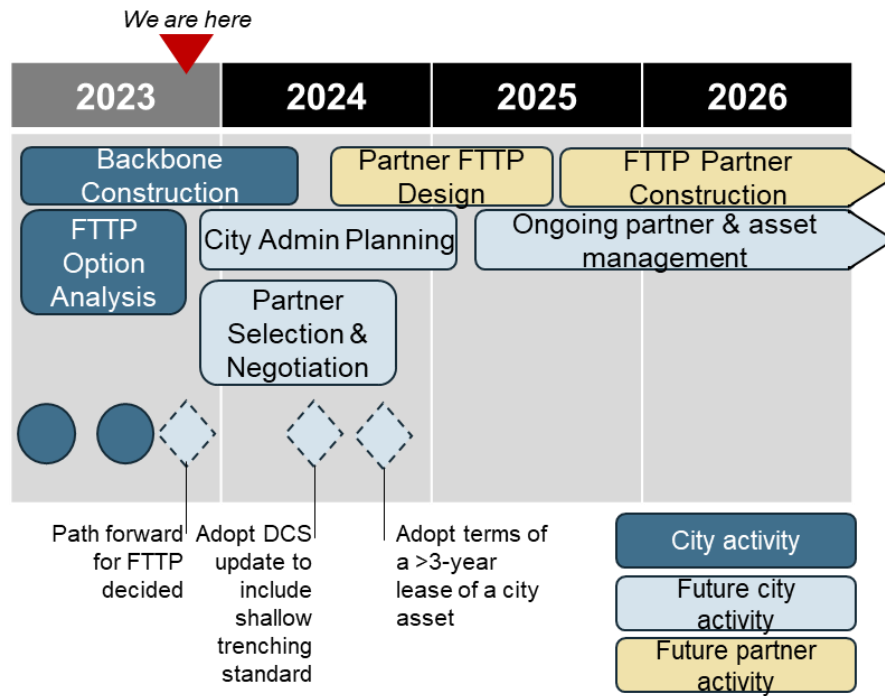 We are here
2023
2024
2025
2026
Backbone
Construction
Partner FTTP
Design
FTTP Partner
Construction
FTTP
Option
Analysis
City Admin Planning
Ongoing partner & asset
management
Partner
Selection &
Negotiation
Path forward
for FTTP
decided
Adopt DCS
update to
include
shallow
trenching
standard
Adopt terms of
a >3-year
lease of a city
asset
City activity
Future city
activity
Future partner
activity